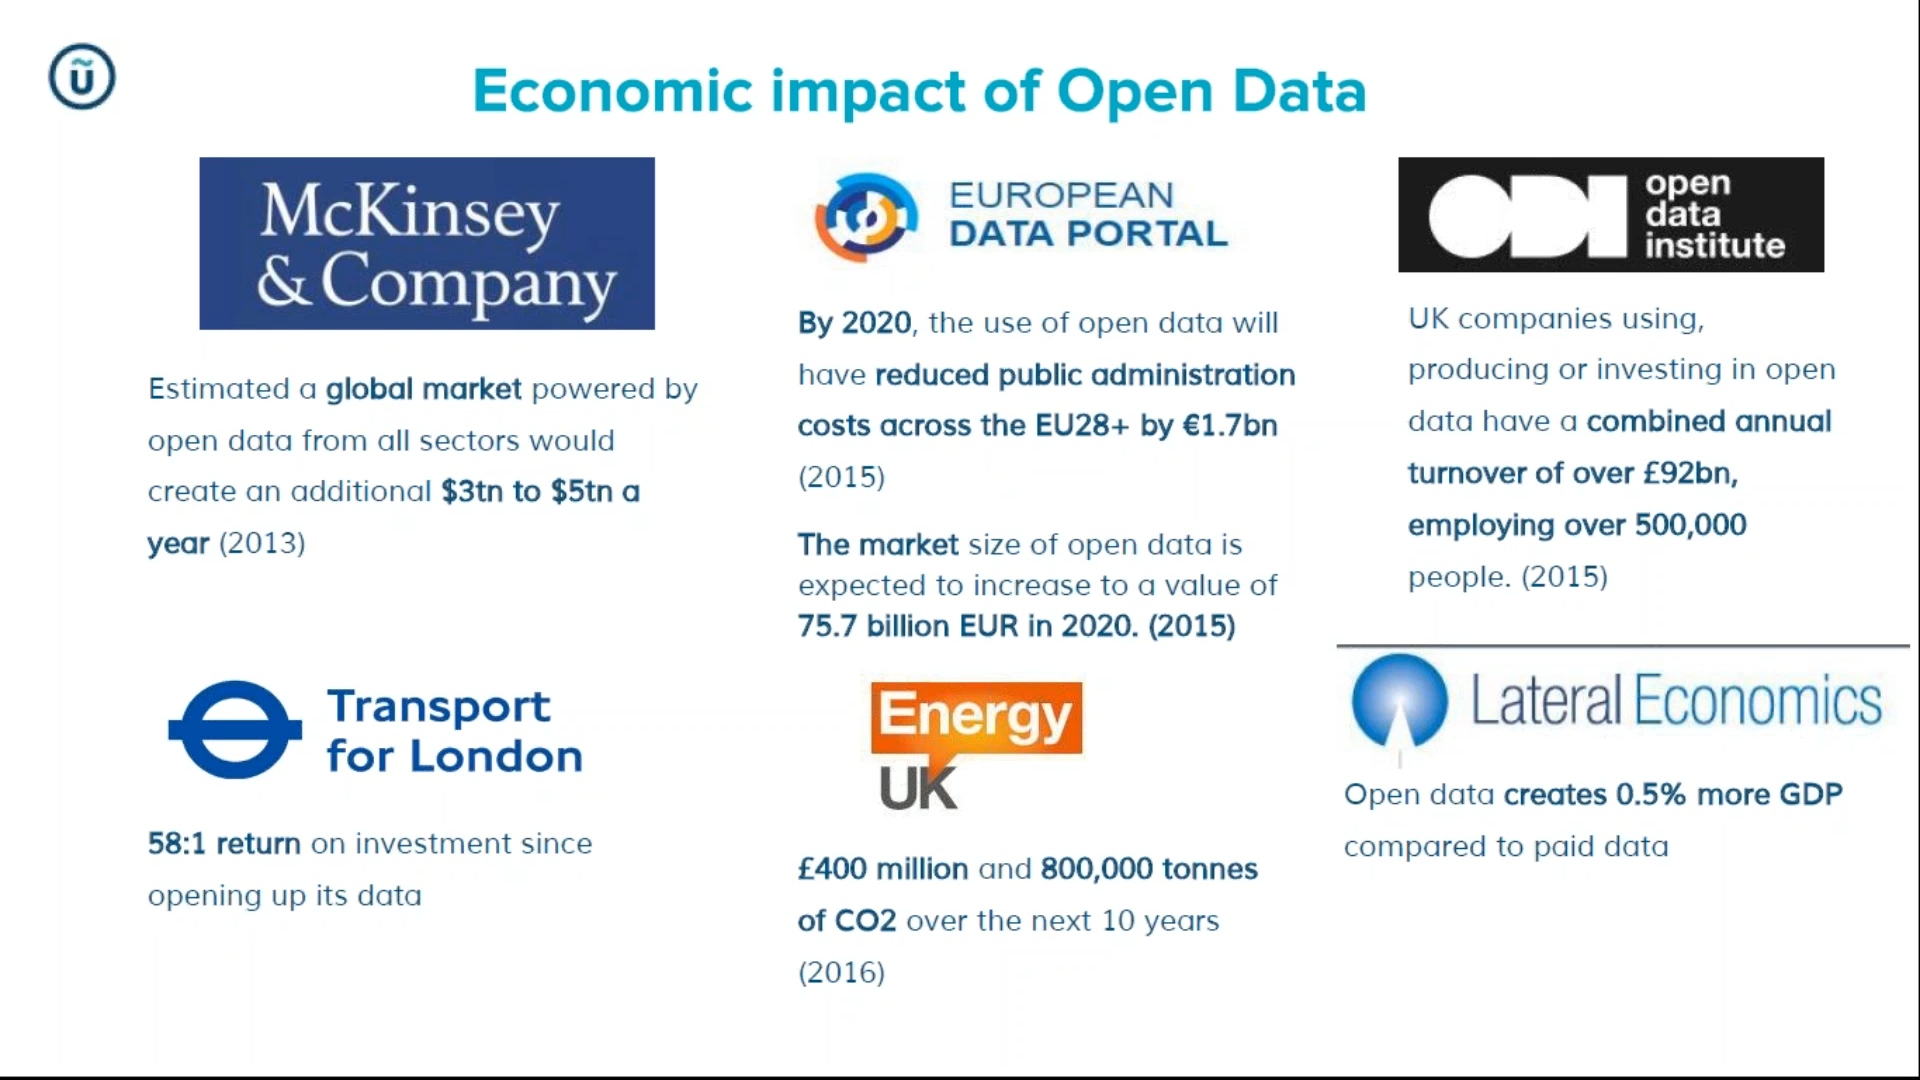 Ũ
Economic impact of Open Data
McKinsey
& Company
Estimated a global market powered by
open data from all sectors would
create an additional $3tn to $5tn a
year (2013)
EUROPEAN
DATA PORTAL
By 2020, the use of open data will
have reduced public administration
costs across the EU28+ by €1.7bn
(2015)
The market size of open data is
expected to increase to a value of
75.7 billion EUR in 2020. (2015)
ODI
open
data
institute
UK companies using,
producing or investing in open
data have a combined annual
turnover of over £92bn,
employing over 500,000
people. (2015)
Transport
for London
58:1 return on investment since
opening up its data
Energy
UK
£400 million and 800,000 tonnes
of CO2 over the next 10 years
(2016)
Lateral Economics
Open data creates 0.5% more GDP
compared to paid data